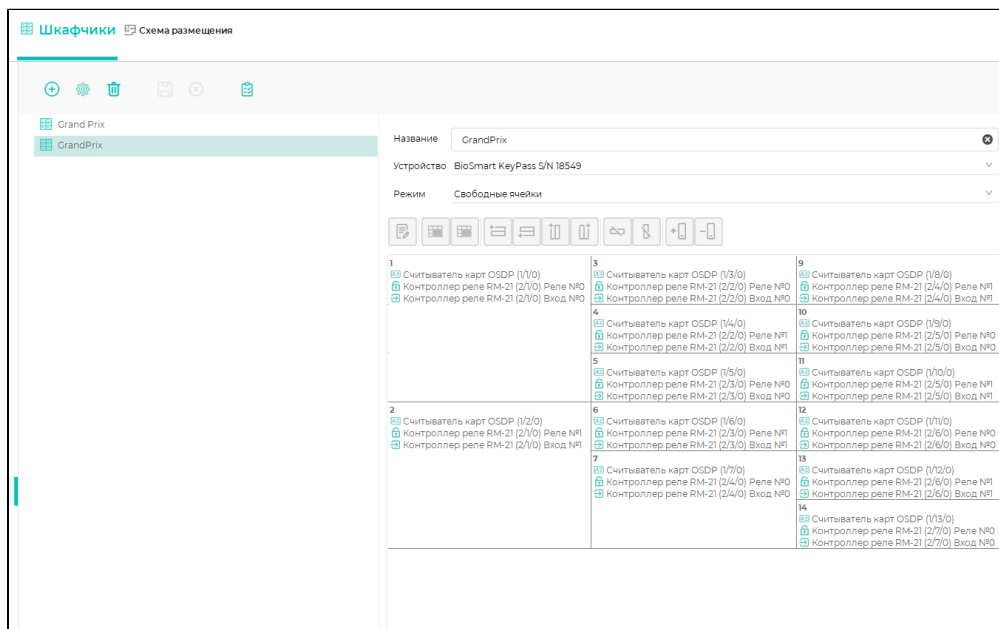 Шкафчики Схема размещения
Grand Prix
GrandPrix
Название GrandPrix
Устройство BioSmart KeyPass S/N 18549
Режим Свободные ячейки
1
Считыватель карт OSDP (1/1/0)
Контроллер реле RM-21 (2/1/0) Реле №0
Контроллер реле RM-21 (2/1/0) Вход №0
2
Считыватель карт OSDP (1/2/0)
Контроллер реле RM-21 (2/1/0) Реле №1
Контроллер реле RM-21 (2/1/0) Вход №1
3
Считыватель карт OSDP (1/3/0)
Контроллер реле RM-21 (2/2/0) Реле №0
Контроллер реле RM-21 (2/2/0) Вход №0
4
Считыватель карт OSDP (1/4/0)
Контроллер реле RM-21 (2/2/0) Реле №1
Контроллер реле RM-21 (2/2/0) Вход №1
5
Считыватель карт OSDP (1/5/0)
Контроллер реле RM-21 (2/3/0) Реле №0
Контроллер реле RM-21 (2/3/0) Вход №0
6
Считыватель карт OSDP (1/6/0)
Контроллер реле RM-21 (2/3/0) Реле №1
Контроллер реле RM-21 (2/3/0) Вход №1
7
Считыватель карт OSDP (1/7/0)
Контроллер реле RM-21 (2/4/0) Реле №0
Контроллер реле RM-21 (2/4/0) Вход №0
9
Считыватель карт OSDP (1/8/0)
Контроллер реле RM-21 (2/4/0) Реле №1
Контроллер реле RM-21 (2/4/0) Вход №1
10
Считыватель карт OSDP (1/9/0)
Контроллер реле RM-21 (2/5/0) Реле №0
Контроллер реле RM-21 (2/5/0) Вход №0
11
Считыватель карт OSDP (1/10/0)
Контроллер реле RM-21 (2/5/0) Реле №1
Контроллер реле RM-21 (2/5/0) Вход №1
12
Считыватель карт OSDP (1/11/0)
Контроллер реле RM-21 (2/6/0) Реле №0
Контроллер реле RM-21 (2/6/0) Вход №0
13
Считыватель карт OSDP (1/12/0)
Контроллер реле RM-21 (2/6/0) Реле №1
Контроллер реле RM-21 (2/6/0) Вход №1
14
Считыватель карт OSDP (1/13/0)
Контроллер реле RM-21 (2/7/0) Реле №0
Контроллер реле RM-21 (2/7/0) Вход №0